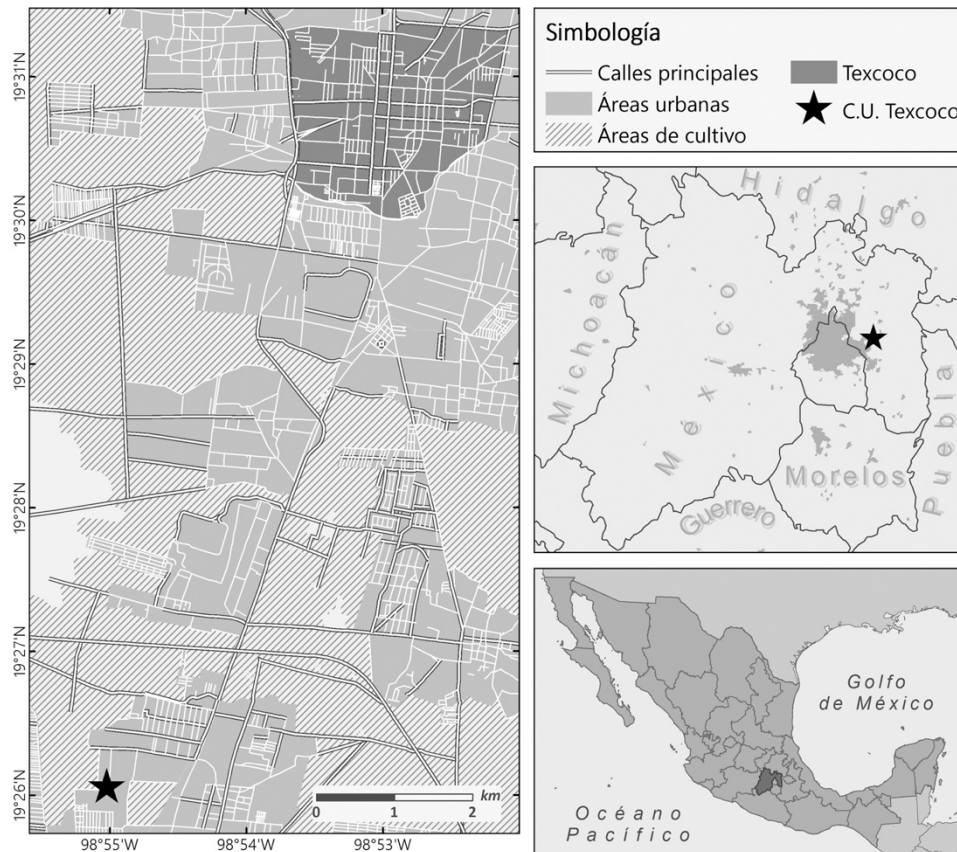 19°31'N
19°30'N
19°29'N
19°28'N
19°27'N
19°26'N
98°55'W
98°54'W
98°53'W
km
0
1
2
Simbología
Calles principales
Áreas urbanas
Áreas de cultivo
Texcoco
C.U. Texcoco
Hidalgo
Michoacán
México
Morelos
Guerrero
Puebla
Golfo
de México
Océano
Pacífico